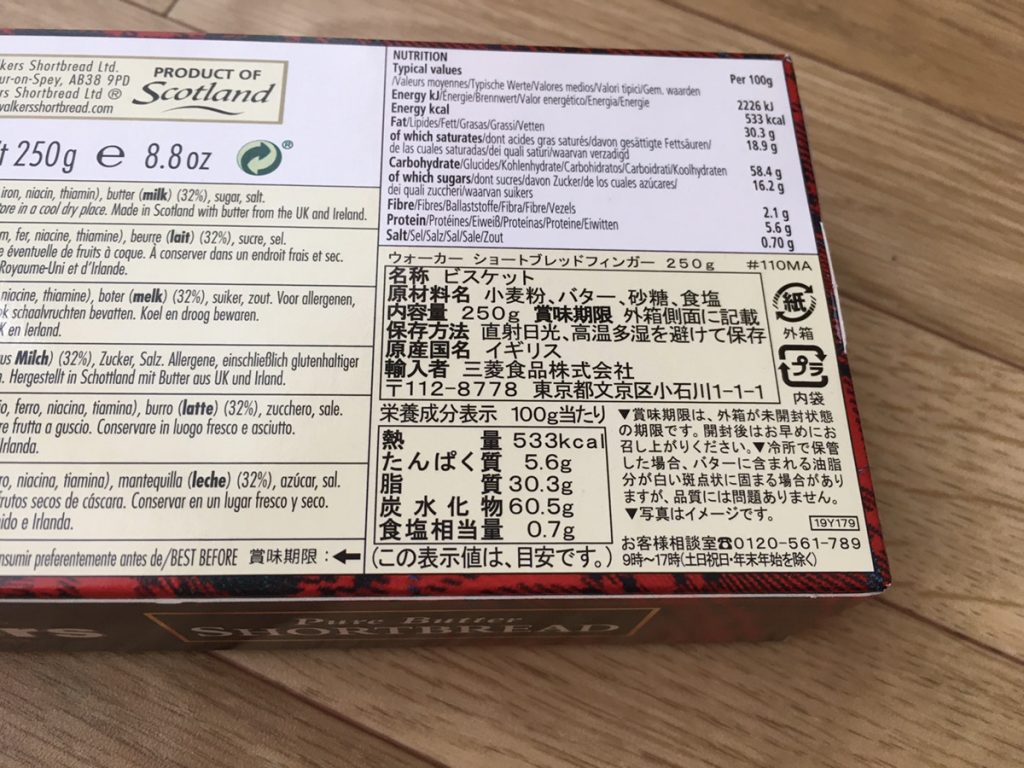 kers Shortbread Ltd.
ur-on-Spey, AB38 9PD
rs Shortbread Ltd ®
valkersshortbread.com
PRODUCT OF
Scotland
250g e 8.8oz
®
iron, niacin, thiamin), butter (milk) (32%), sugar, salt.
ore in a cool dry place. Made in Scotland with butter from the UK and Ireland.
m, fer, niacine, thiamine), beurre (lait) (32%), sucre, sel.
e éventuelle de fruits à coque. A conserver dans un endroit frais et sec.
Royaume-Uni et d'Irlande.
niacine, thiamine), boter (melk) (32%), suiker, zout. Voor allergenen,
ok schaalvruchten bevatten. Koel en droog bewaren.
K en Ierland.
us Milch) (32%), Zucker, Salz. Allergene, einschließlich glutenhaltiger
n. Hergestellt in Schottland mit Butter aus UK und Irland.
io, ferro, niacina, tiamina), burro (latte) (32%), zucchero, sale.
re frutta a guscio. Conservare in luogo fresco e asciutto.
Irlanda.
ro, niacina, tiamina), mantequilla (leche) (32%), azúcar, sal.
frutos secos de cáscara. Conservar en un lugar fresco y seco.
ido e Irlanda.
nsumir preferentemente antes de/BEST BEFORE 賞味期限:←
NUTRITION
Typical values
/Valeurs moyennes/Typische Werte/Valores medios/Valori tipici/Gem. waarden Per 100g
Energy kJ/Énergie/Brennwert/Valor energético/Energia/Energie 2226 kJ
Energy kcal 533 kcal
Fat/Lipides/Fett/Grasas/Grassi/Vetten 30.3 g
of which saturates/dont acides gras saturés/davon gesättigte Fettsäuren/ 18.9 g
de las cuales saturadas/dei quali saturi/waarvan verzadigd
Carbohydrate/Glucides/Kohlenhydrate/Carbohidratos/Carboidrati/Koolhydraten 58.4 g
of which sugars/dont sucres/davon Zucker/de los cuales azúcares/ 16.2 g
dei quali zuccheri/waarvan suikers
Fibre/Fibres/Ballaststoffe/Fibra/Fibre/Vezels 2.1 g
Protein/Protéines/Eiweiß/Proteinas/Proteine/Eiwitten 5.6 g
Salt/Sel/Salz/Sal/Sale/Zout 0.70 g
ウォーカー ショートブレッドフィンガー 250g #110MA
名称 ビスケット
原材料名 小麦粉、バター、砂糖、食塩
内容量 250g 賞味期限 外箱側面に記載
保存方法 直射日光、高温多湿を避けて保存
原産国名 イギリス
輸入者 三菱食品株式会社
〒112-8778 東京都文京区小石川1-1-1
紙
外箱
プラ
内袋
栄養成分表示 100g当たり
熱量 533kcal
たんぱく質 5.6g
脂質 30.3g
炭水化物 60.5g
食塩相当量 0.7g
(この表示値は、目安です。)
▼賞味期限は、外箱が未開封状態
の期限です。開封後はお早めにお
召し上がりください。▼冷所で保管
した場合、バターに含まれる油脂
分が白い斑点状に固まる場合があり
ますが、品質には問題ありません。
▼写真はイメージです。
19Y179
お客様相談室☎0120-561-789
9時〜17時(土日祝日・年末年始を除く)
Pure Butter
SHORTBREAD